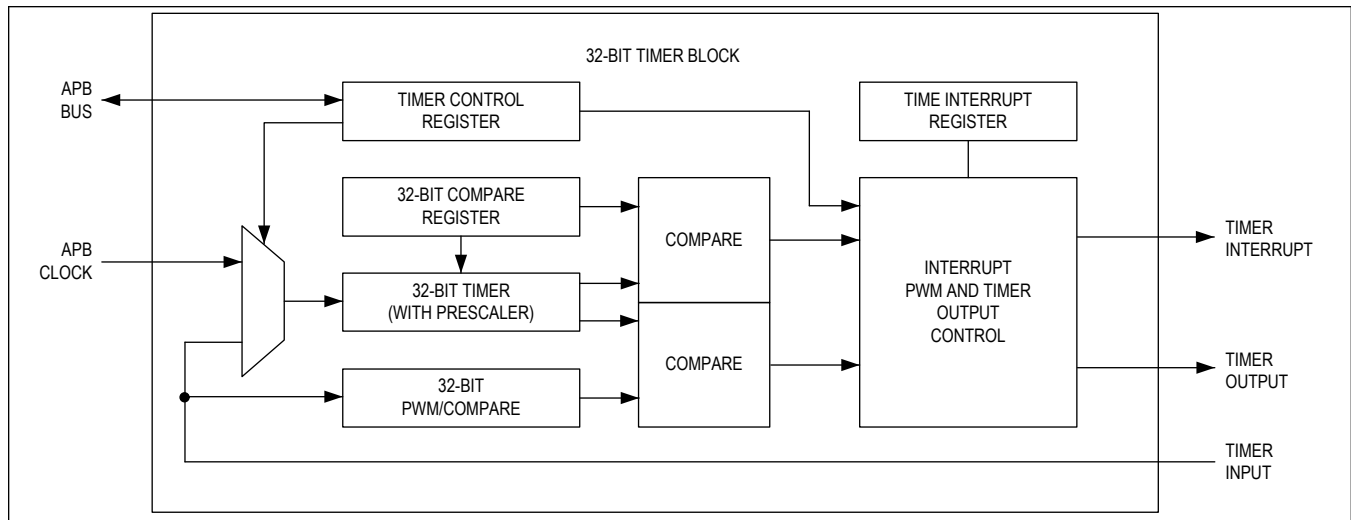 32-BIT TIMER BLOCK
APB
BUS
TIMER CONTROL
REGISTER
TIME INTERRUPT
REGISTER
32-BIT COMPARE
REGISTER
COMPARE
APB
CLOCK
32-BIT TIMER
(WITH PRESCALER)
INTERRUPT
PWM AND TIMER
OUTPUT
CONTROL
TIMER
INTERRUPT
32-BIT
PWM/COMPARE
COMPARE
TIMER
OUTPUT
TIMER
INPUT